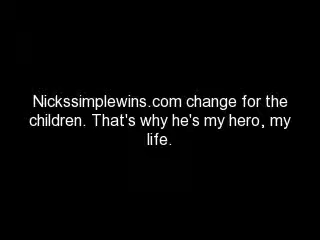 Nickssimplewins.com change for the
children. That's why he's my hero, my
life.